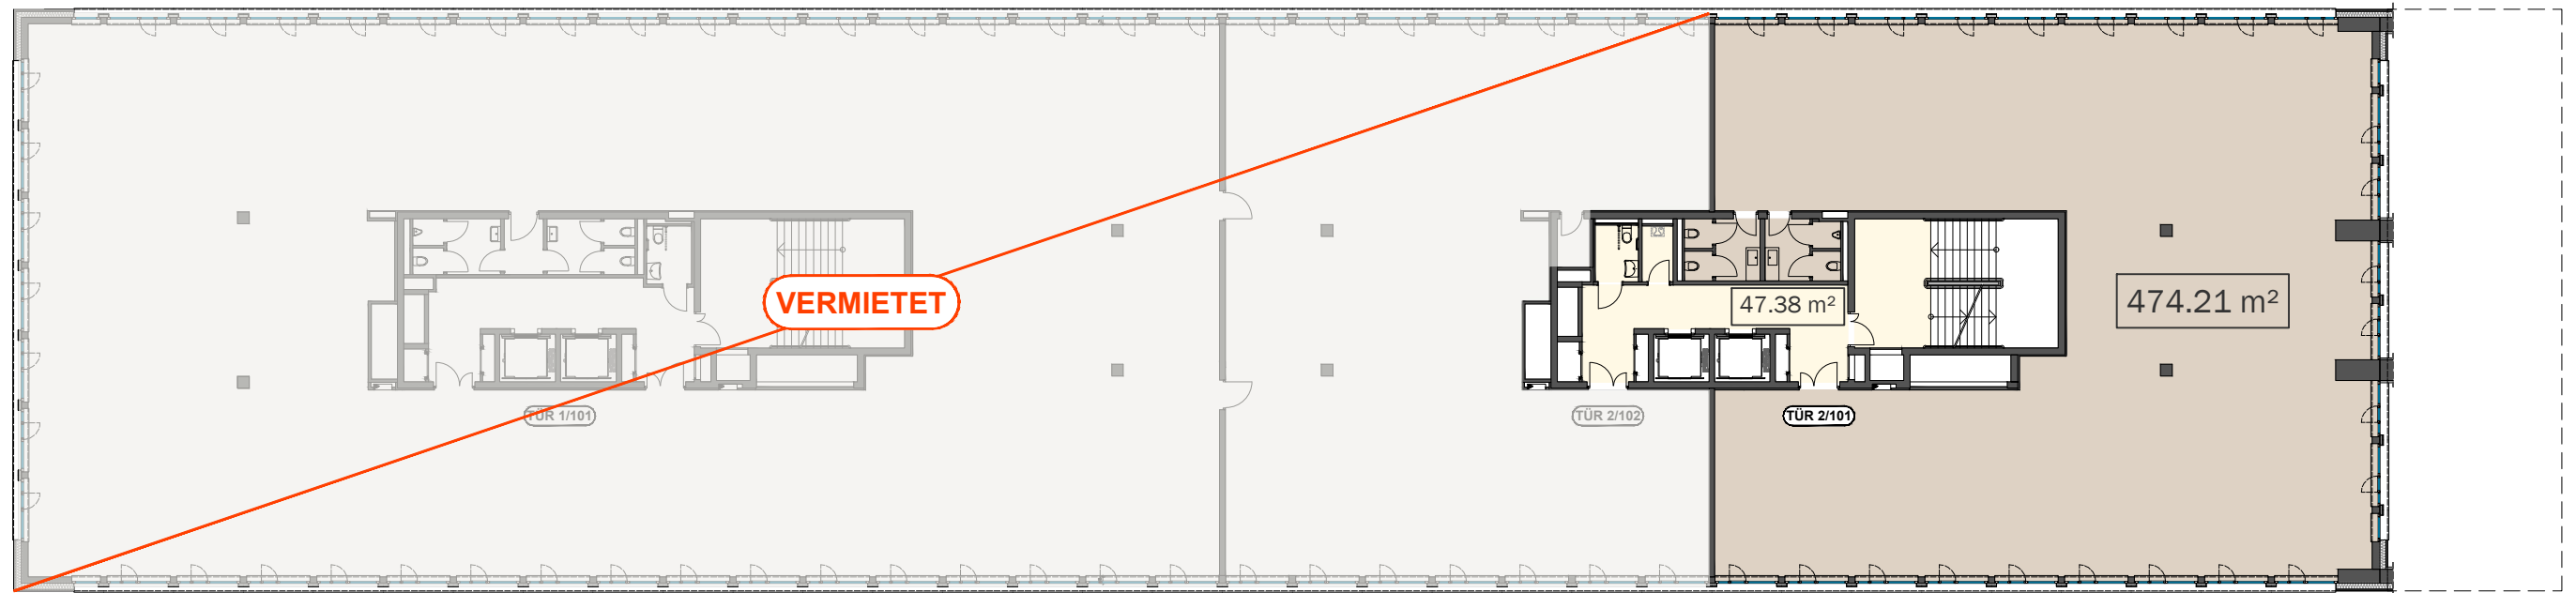 VERMIETET
47.38 m²
474.21 m²
TÜR 1/101
TÜR 2/102
TÜR 2/101